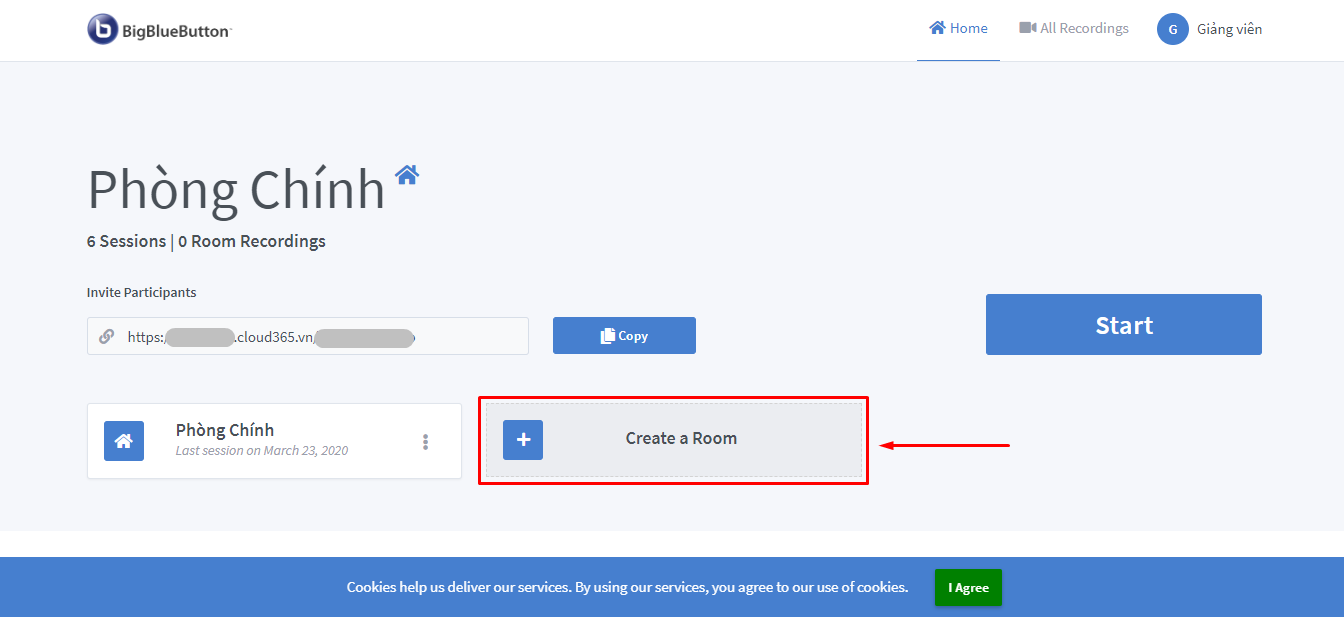 BigBlueButton
Home
All Recordings
G
Giảng viên
Phòng Chính
6 Sessions | 0 Room Recordings
Invite Participants
https:/ .cloud365.vn/
Copy
Start
Phòng Chính
Last session on March 23, 2020
Create a Room
Cookies help us deliver our services. By using our services, you agree to our use of cookies.
I Agree